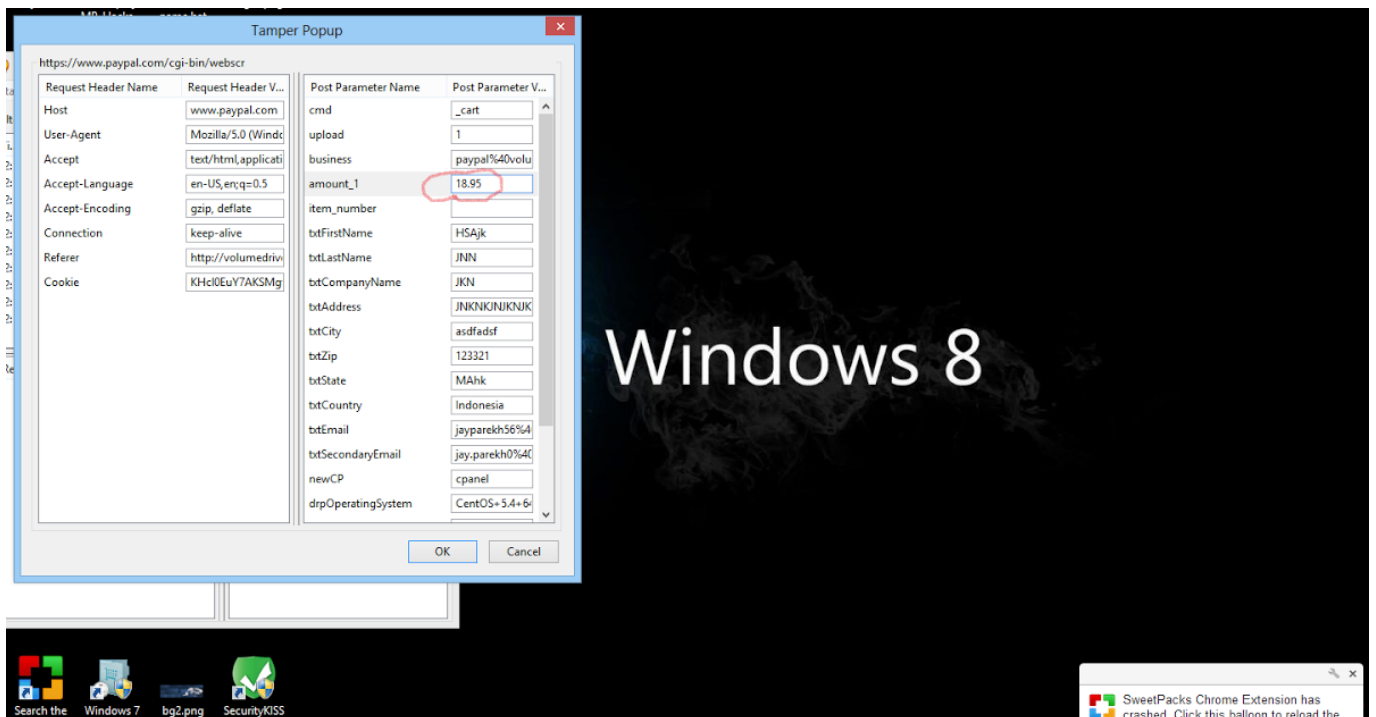 Tamper Popup
https://www.paypal.com/cgi-bin/webscr
Request Header Name Request Header V... Post Parameter Name Post Parameter V...
Host www.paypal.com cmd _cart
User-Agent Mozilla/5.0 (Windo upload 1
Accept text/html,applicati business paypal%40volu
Accept-Language en-US,en;q=0.5 amount_1 18.95
Accept-Encoding gzip, deflate item_number
Connection keep-alive txtFirstName HSAjk
Referer http://volumedriv txtLastName JNN
Cookie KHcl0EuY7AKSMg txtCompanyName JKN
txtAddress JNKNKJNJKNJK
txtCity asdfadsf
txtZip 123321
txtState MAhk
txtCountry Indonesia
txtEmail jayparekh56%4
txtSecondaryEmail jay.parekh0%40
newCP cpanel
drpOperatingSystem CentOS+5.4+64
OK Cancel
Windows 8
Search the Windows 7 bg2.png SecurityKISS
SweetPacks Chrome Extension has
crashed. Click this balloon to reload the